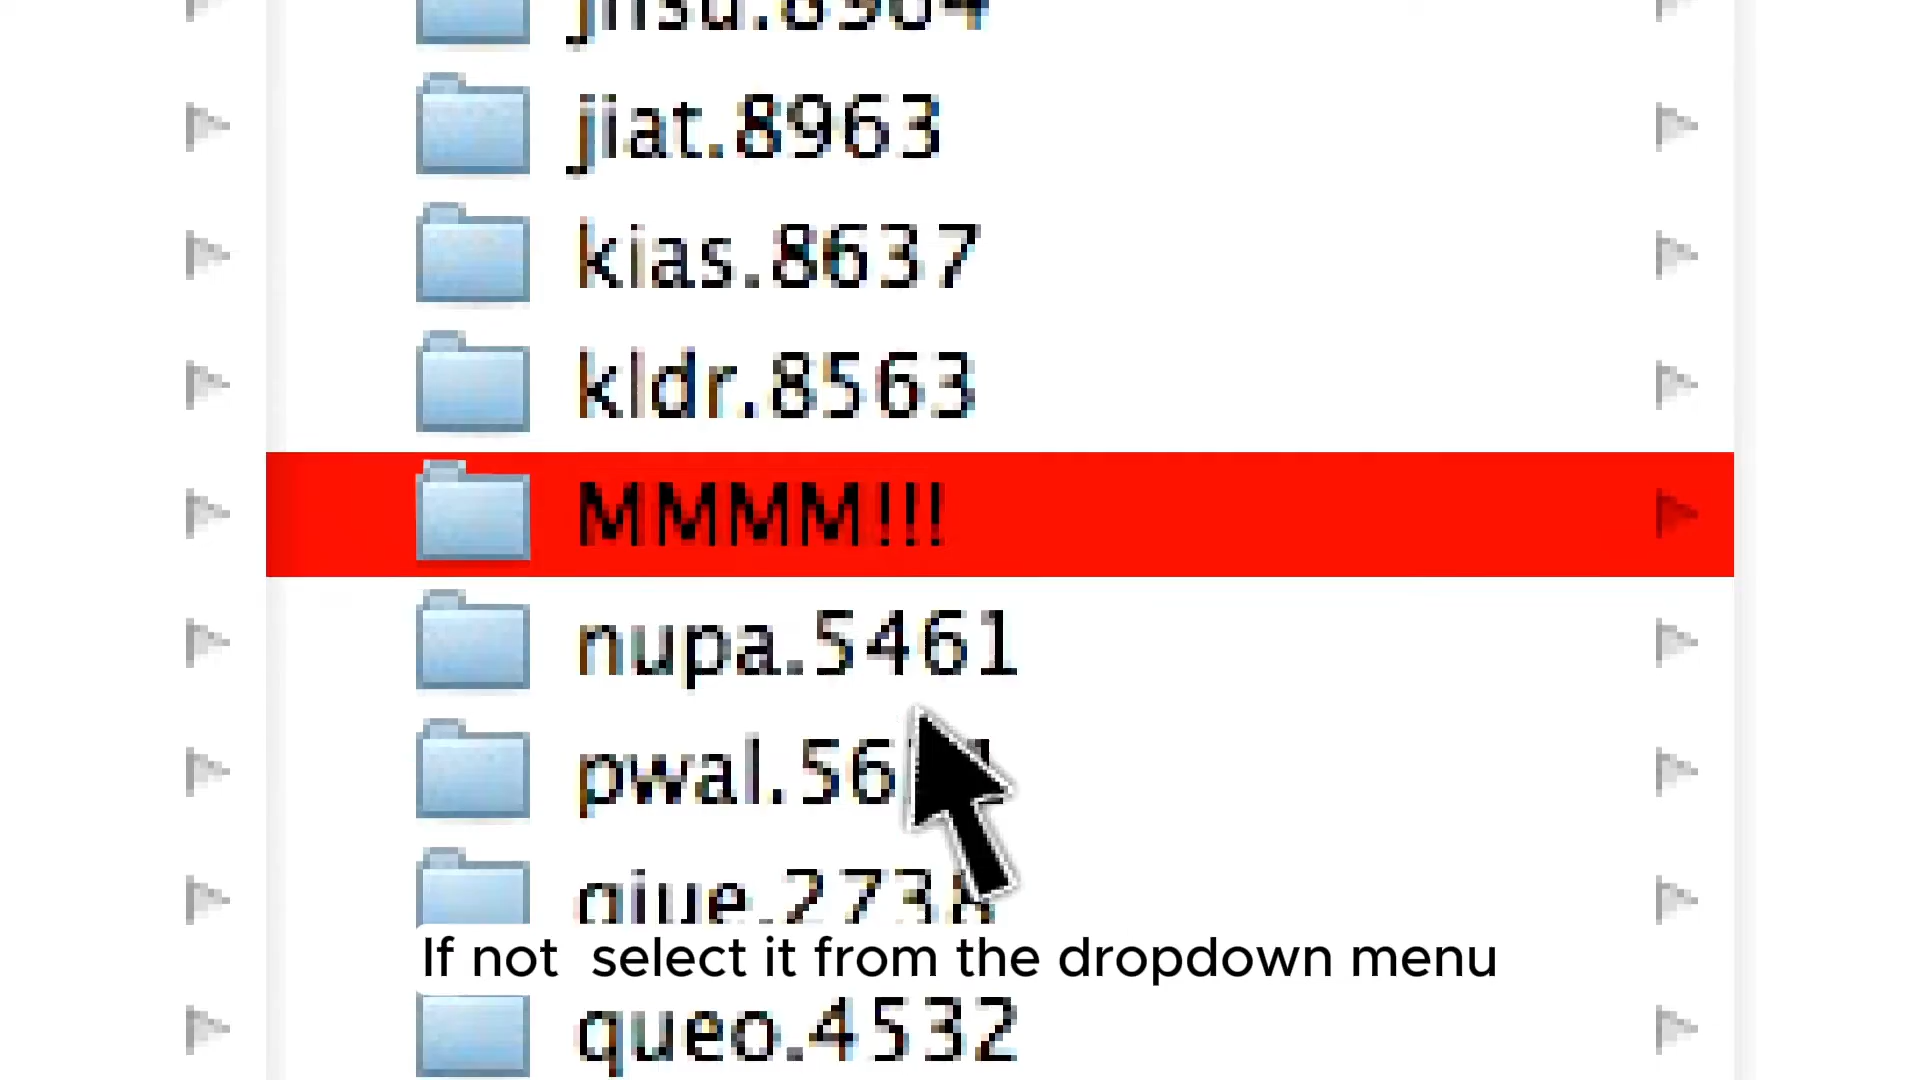 jiat.8963
kias.8637
kldr.8563
MMMM!!!
nupa.5461
queo.4532
If not  select it from the dropdown menu